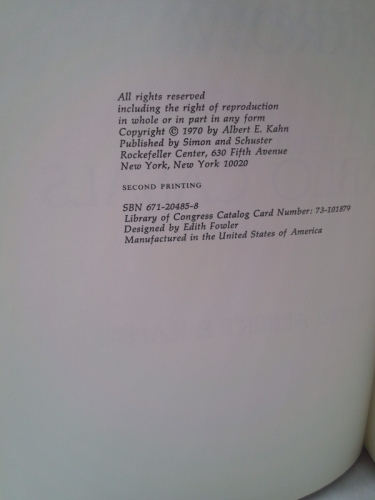 All rights reserved
including the right of reproduction
in whole or in part in any form
Copyright © 1970 by Albert E. Kahn
Published by Simon and Schuster
Rockefeller Center, 630 Fifth Avenue
New York, New York 10020
SECOND PRINTING
SBN 671-20485-8
Library of Congress Catalog Card Number: 73-101879
Designed by Edith Fowler
Manufactured in the United States of America